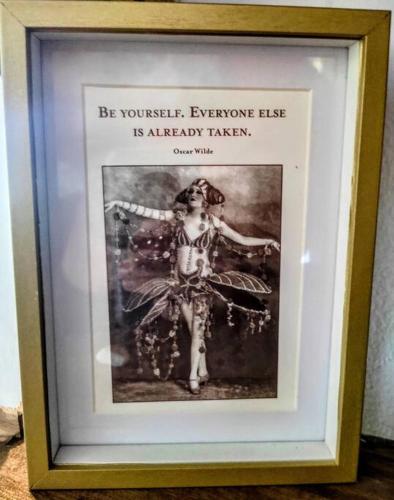 Be yourself. Everyone else
is already taken.
Oscar Wilde